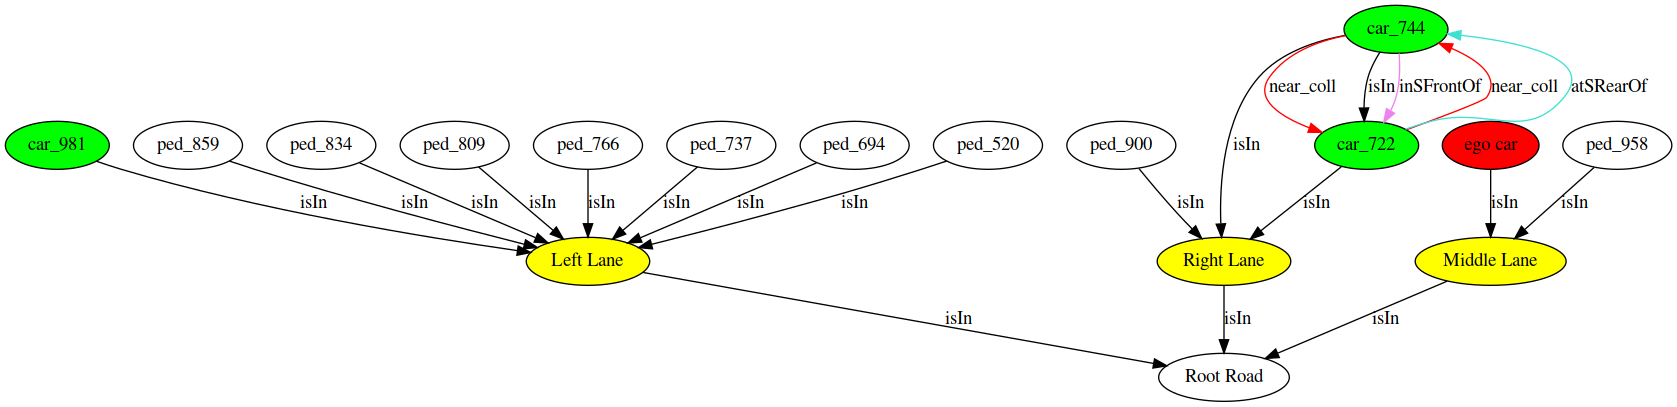 car_744
near_coll
isIn
inSFrontOf
near_coll
atSRearOf
car_981
ped_859
ped_834
ped_809
ped_766
ped_737
ped_694
ped_520
ped_900
isIn
car_722
ego car
ped_958
isIn
isIn
isIn
isIn
isIn
isIn
isIn
isIn
isIn
isIn
isIn
isIn
Left Lane
Right Lane
Middle Lane
isIn
isIn
isIn
Root Road